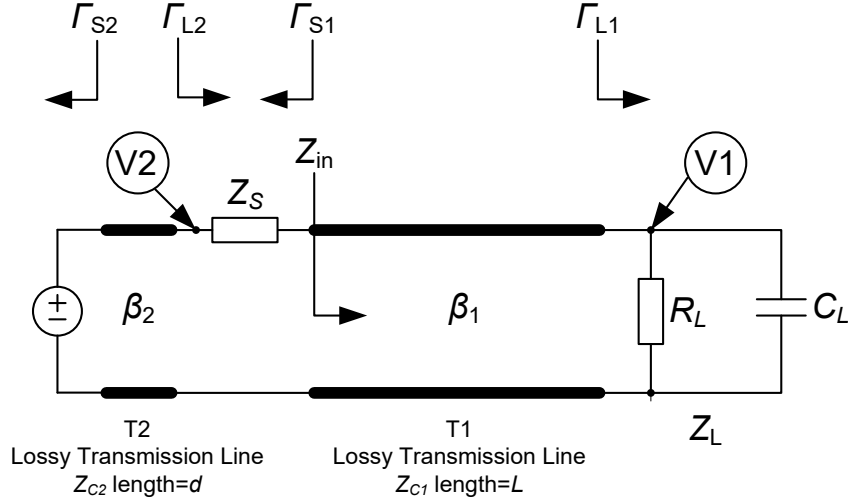 ΓS2 ΓL2 ΓS1 ΓL1
V2 ZS Zin V1
± β2 β1 RL CL
T2 T1 ZL
Lossy Transmission Line Lossy Transmission Line
ZC2 length=d ZC1 length=L